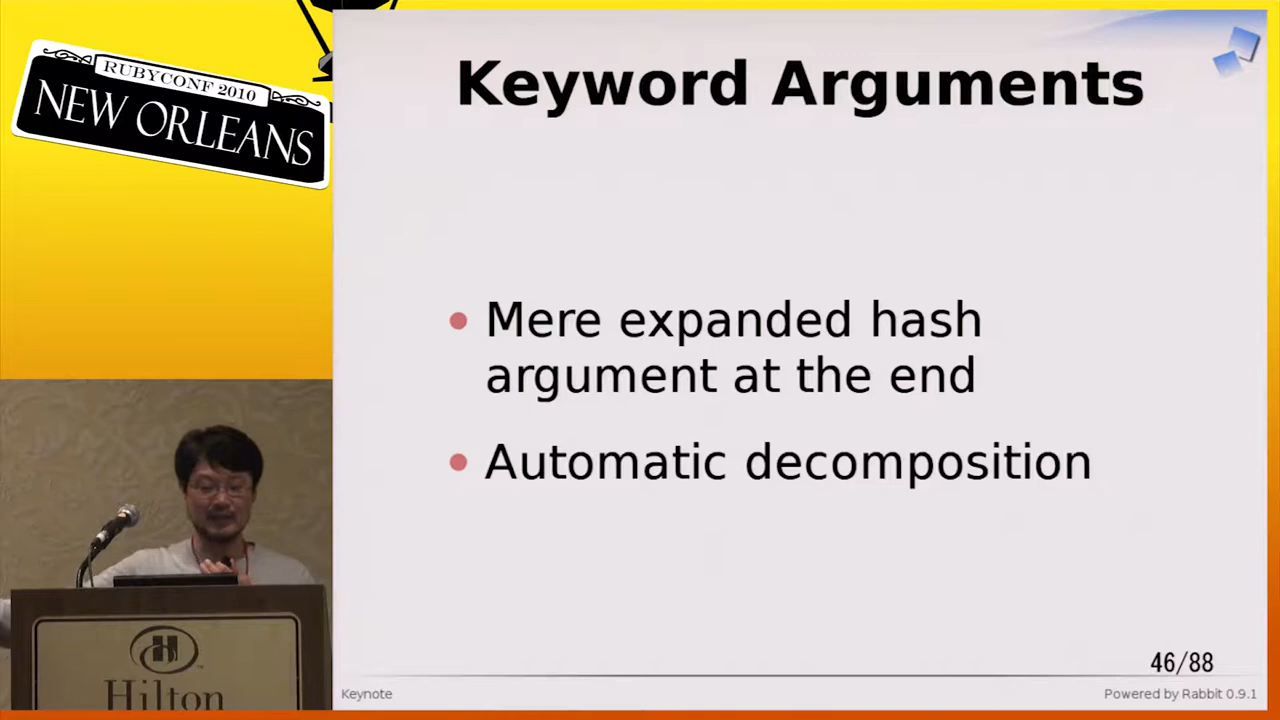 RUBYCONF 2010
NEW ORLEANS
Keyword Arguments
Mere expanded hash
argument at the end
Automatic decomposition
46/88
Keynote
Powered by Rabbit 0.9.1
Hilton